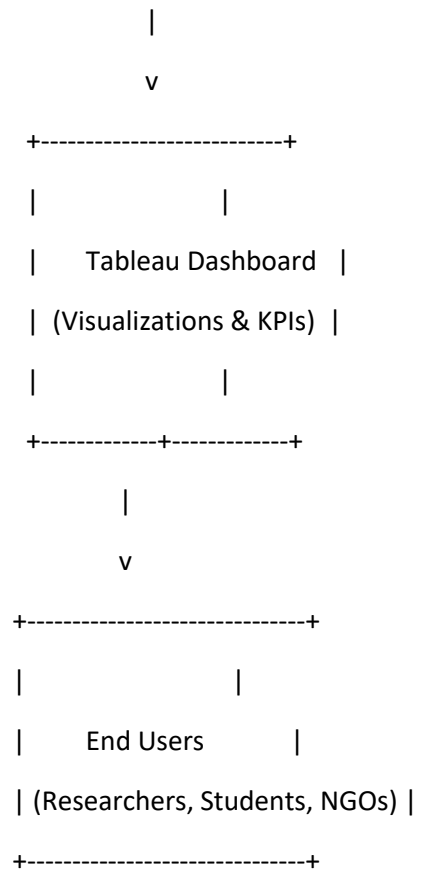 |
v
+----------------------------+
| |
| Tableau Dashboard |
| (Visualizations & KPIs) |
| |
+-------------+-------------+
|
v
+-------------------------------+
| |
| End Users |
| (Researchers, Students, NGOs) |
+-------------------------------+